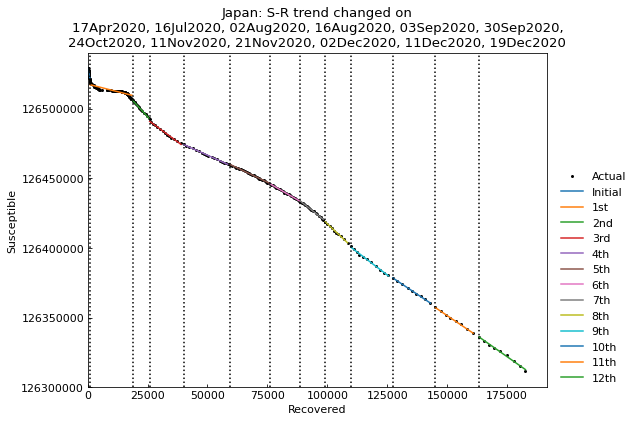 Japan: S-R trend changed on
17Apr2020, 16Jul2020, 02Aug2020, 16Aug2020, 03Sep2020, 30Sep2020,
24Oct2020, 11Nov2020, 21Nov2020, 02Dec2020, 11Dec2020, 19Dec2020
126500000
126450000
126400000
126350000
126300000
Susceptible
0
25000
50000
75000
100000
125000
150000
175000
Recovered
Actual
Initial
1st
2nd
3rd
4th
5th
6th
7th
8th
9th
10th
11th
12th